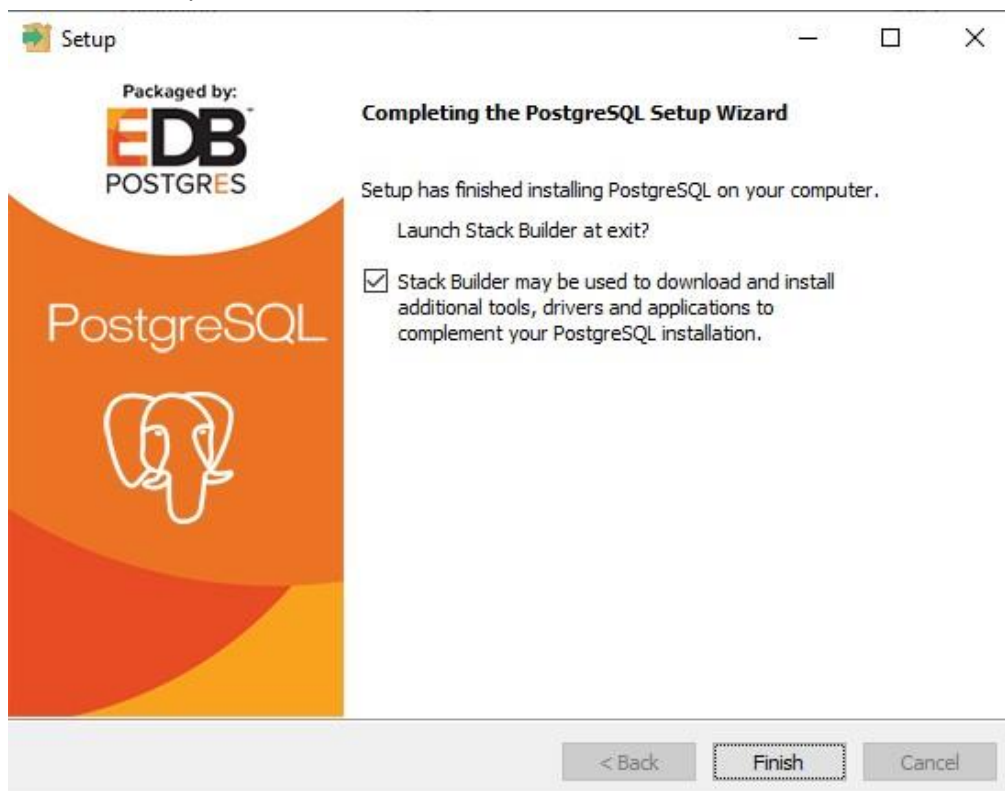 Setup
Packaged by:
EDB
POSTGRES
PostgreSQL
Completing the PostgreSQL Setup Wizard
Setup has finished installing PostgreSQL on your computer.
Launch Stack Builder at exit?
Stack Builder may be used to download and install
additional tools, drivers and applications to
complement your PostgreSQL installation.
< Back
Finish
Cancel